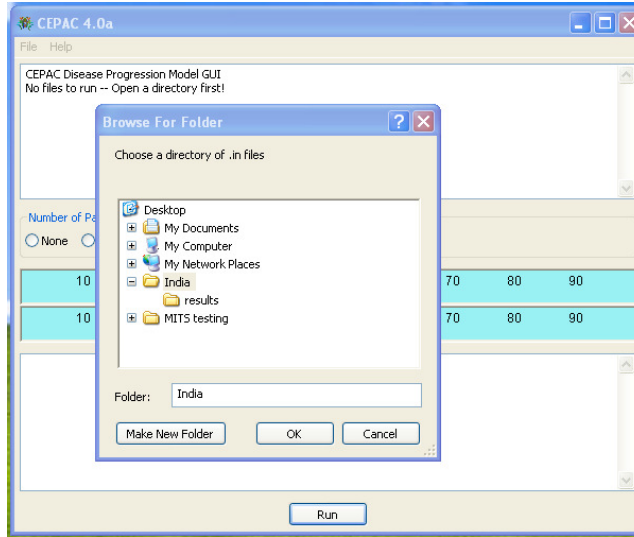 CEPAC 4.0a
File Help
CEPAC Disease Progression Model GUI
No files to run -- Open a directory first!
Browse For Folder
Choose a directory of .in files
Desktop
My Documents
My Computer
My Network Places
India
results
MITS testing
Folder: India
Make New Folder OK Cancel
Number of Pa
None
10 70 80 90
10 70 80 90
Run